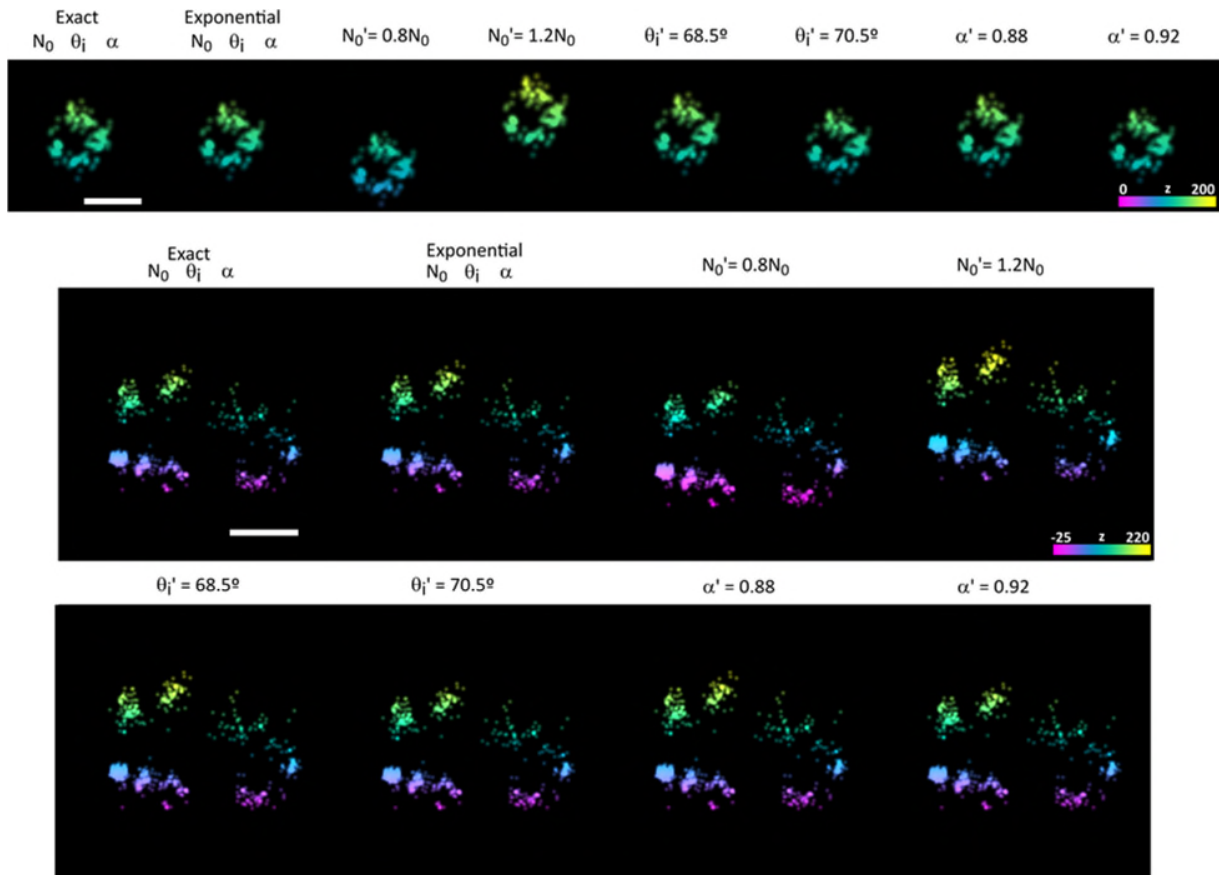 Exact
N₀ θᵢ α
Exponential
N₀ θᵢ α
N₀'= 0.8N₀
N₀'= 1.2N₀
θᵢ'= 68.5º
θᵢ'= 70.5º
α' = 0.88
α' = 0.92
0 z 200
Exact
N₀ θᵢ α
Exponential
N₀ θᵢ α
N₀'= 0.8N₀
N₀'= 1.2N₀
-25 z 220
θᵢ' = 68.5º
θᵢ' = 70.5º
α' = 0.88
α' = 0.92